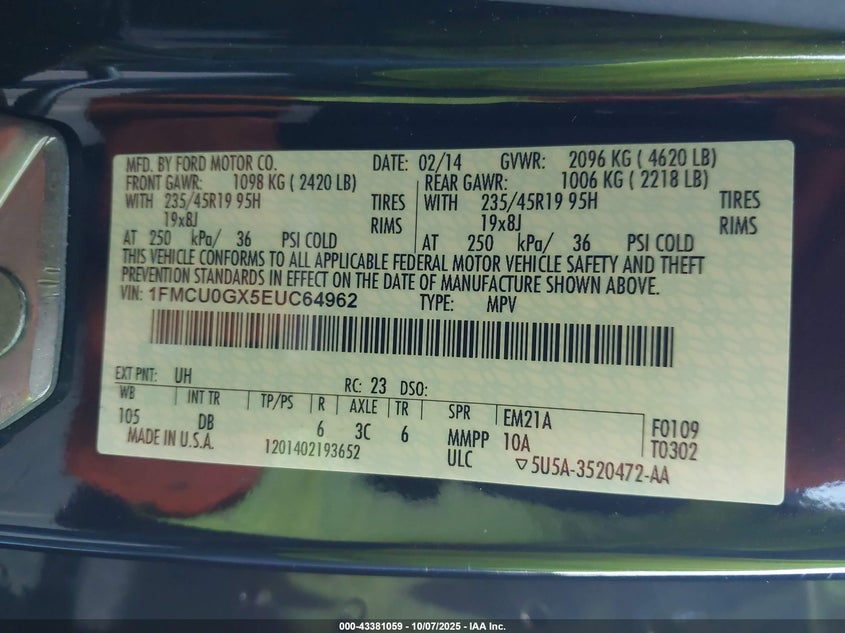 MFD. BY FORD MOTOR CO. DATE: 02/14 GVWR: 2096 KG ( 4620 LB)
FRONT GAWR: 1098 KG ( 2420 LB) REAR GAWR: 1006 KG ( 2218 LB)
WITH 235/45R19 95H TIRES WITH 235/45R19 95H TIRES
19x8J RIMS 19x8J RIMS
AT 250 kPa/ 36 PSI COLD AT 250 kPa/ 36 PSI COLD
THIS VEHICLE CONFORMS TO ALL APPLICABLE FEDERAL MOTOR VEHICLE SAFETY AND THEFT
PREVENTION STANDARDS IN EFFECT ON THE DATE OF MANUFACTURE SHOWN ABOVE.
VIN: 1FMCU0GX5EUC64962 TYPE: MPV
EXT PNT: UH RC: 23 DSO:
WB INT TR TP/PS R AXLE TR SPR EM21A F0109
105 DB 6 3C 6 MMPP 10A T0302
MADE IN U.S.A. 1201402193652 ULC ▽5U5A-3520472-AA
000-43381059 | 10/07/2025 | IAA Inc.